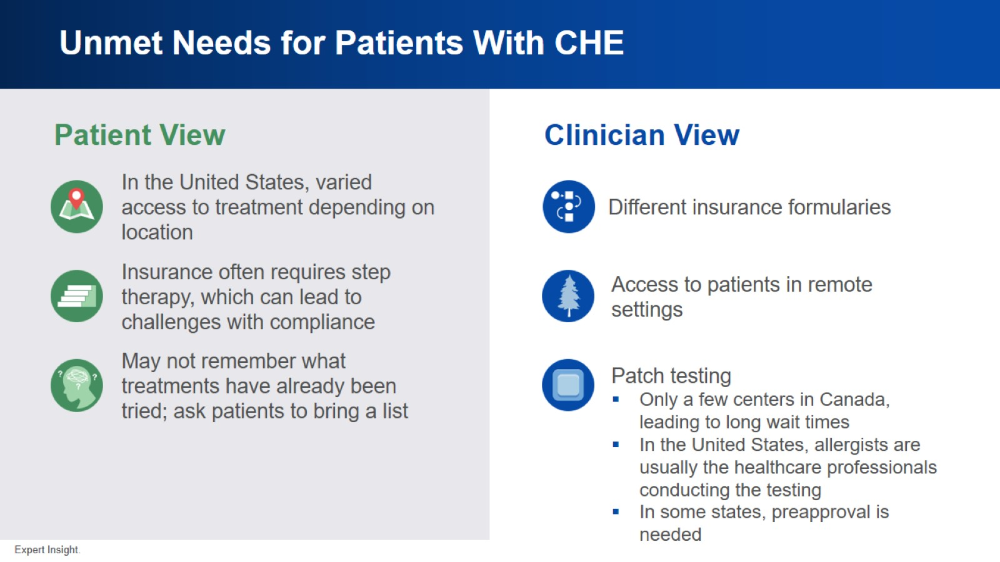 Unmet Needs for Patients With CHE
Patient View
In the United States, varied
access to treatment depending on
location
Insurance often requires step
therapy, which can lead to
challenges with compliance
? ? ?
May not remember what
treatments have already been
tried; ask patients to bring a list
Clinician View
Different insurance formularies
Access to patients in remote
settings
Patch testing
▪ Only a few centers in Canada,
leading to long wait times
▪ In the United States, allergists are
usually the healthcare professionals
conducting the testing
▪ In some states, preapproval is
needed
Expert Insight.